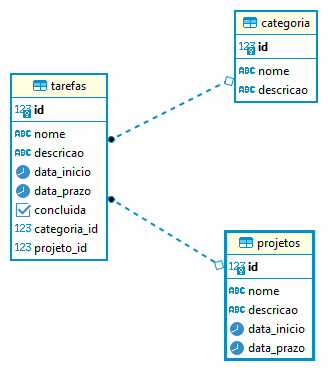 categoria
123 id
ABC nome
ABC descricao
tarefas
123 id
ABC nome
ABC descricao
data_inicio
data_prazo
concluida
123 categoria_id
123 projeto_id
projetos
123 id
ABC nome
ABC descricao
data_inicio
data_prazo